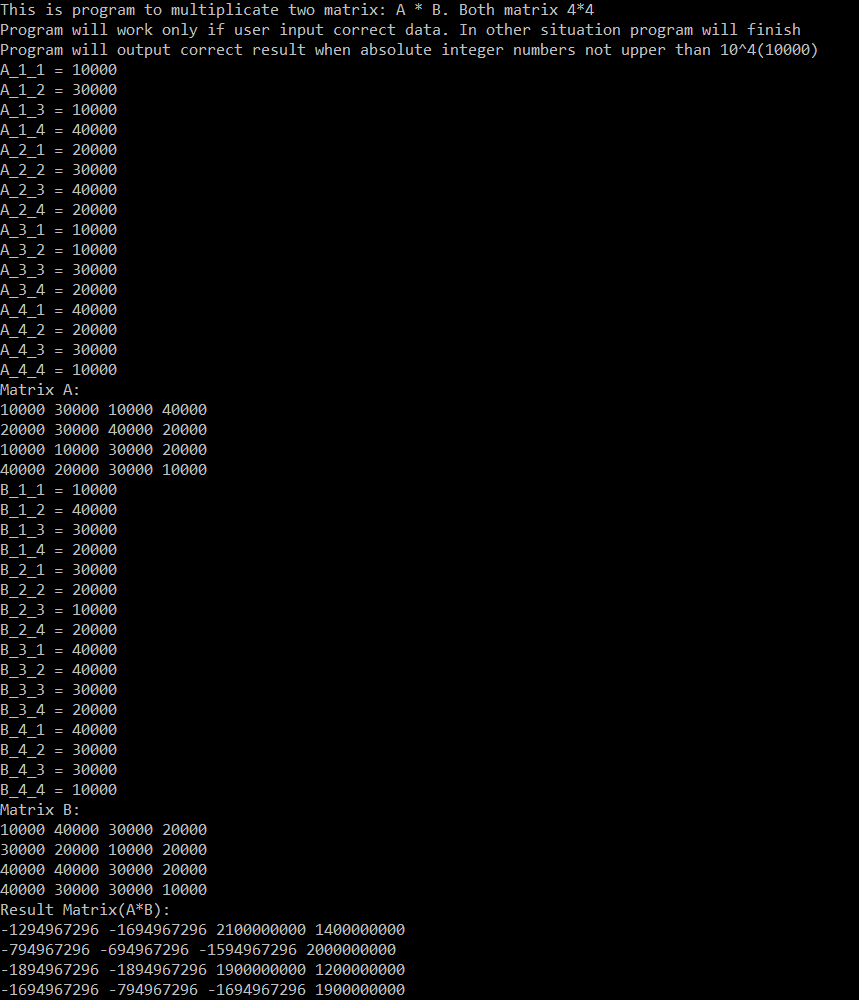 This is program to multiplicate two matrix: A * B. Both matrix 4*4
Program will work only if user input correct data. In other situation program will finish
Program will output correct result when absolute integer numbers not upper than 10^4(10000)
A_1_1 = 10000
A_1_2 = 30000
A_1_3 = 10000
A_1_4 = 40000
A_2_1 = 20000
A_2_2 = 30000
A_2_3 = 40000
A_2_4 = 20000
A_3_1 = 10000
A_3_2 = 10000
A_3_3 = 30000
A_3_4 = 20000
A_4_1 = 40000
A_4_2 = 20000
A_4_3 = 30000
A_4_4 = 10000
Matrix A:
10000 30000 10000 40000
20000 30000 40000 20000
10000 10000 30000 20000
40000 20000 30000 10000
B_1_1 = 10000
B_1_2 = 40000
B_1_3 = 30000
B_1_4 = 20000
B_2_1 = 30000
B_2_2 = 20000
B_2_3 = 10000
B_2_4 = 20000
B_3_1 = 40000
B_3_2 = 40000
B_3_3 = 30000
B_3_4 = 20000
B_4_1 = 40000
B_4_2 = 30000
B_4_3 = 30000
B_4_4 = 10000
Matrix B:
10000 40000 30000 20000
30000 20000 10000 20000
40000 40000 30000 20000
40000 30000 30000 10000
Result Matrix(A*B):
-1294967296 -1694967296 2100000000 1400000000
-794967296 -694967296 -1594967296 2000000000
-1894967296 -1894967296 1900000000 1200000000
-1694967296 -794967296 -1694967296 1900000000